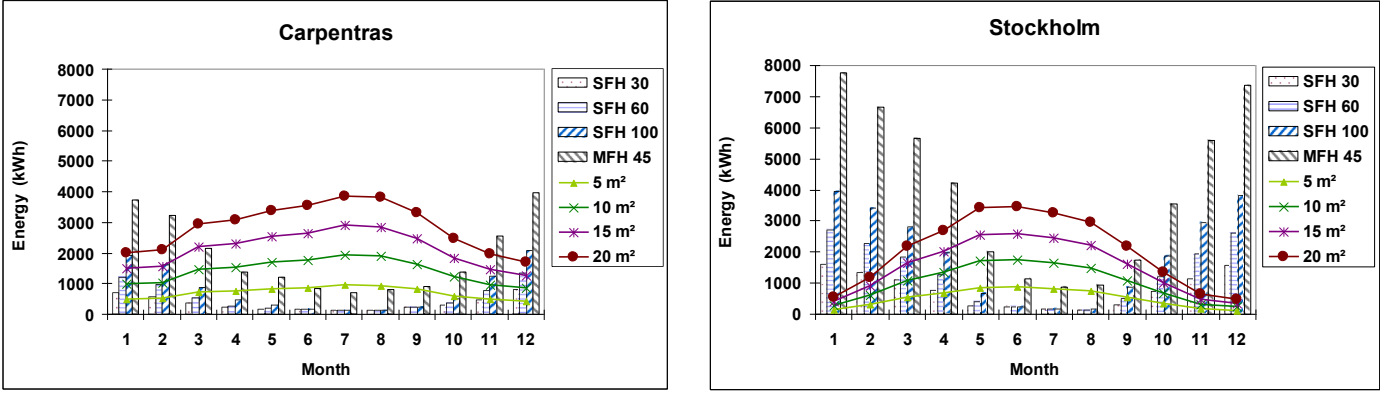 Carpentras
8000
7000
6000
5000
4000
3000
2000
1000
0
Energy (kWh)
1 2 3 4 5 6 7 8 9 10 11 12
Month
SFH 30
SFH 60
SFH 100
MFH 45
5 m²
10 m²
15 m²
20 m²
Stockholm
8000
7000
6000
5000
4000
3000
2000
1000
0
Energy (kWh)
1 2 3 4 5 6 7 8 9 10 11 12
Month
SFH 30
SFH 60
SFH 100
MFH 45
5 m²
10 m²
15 m²
20 m²